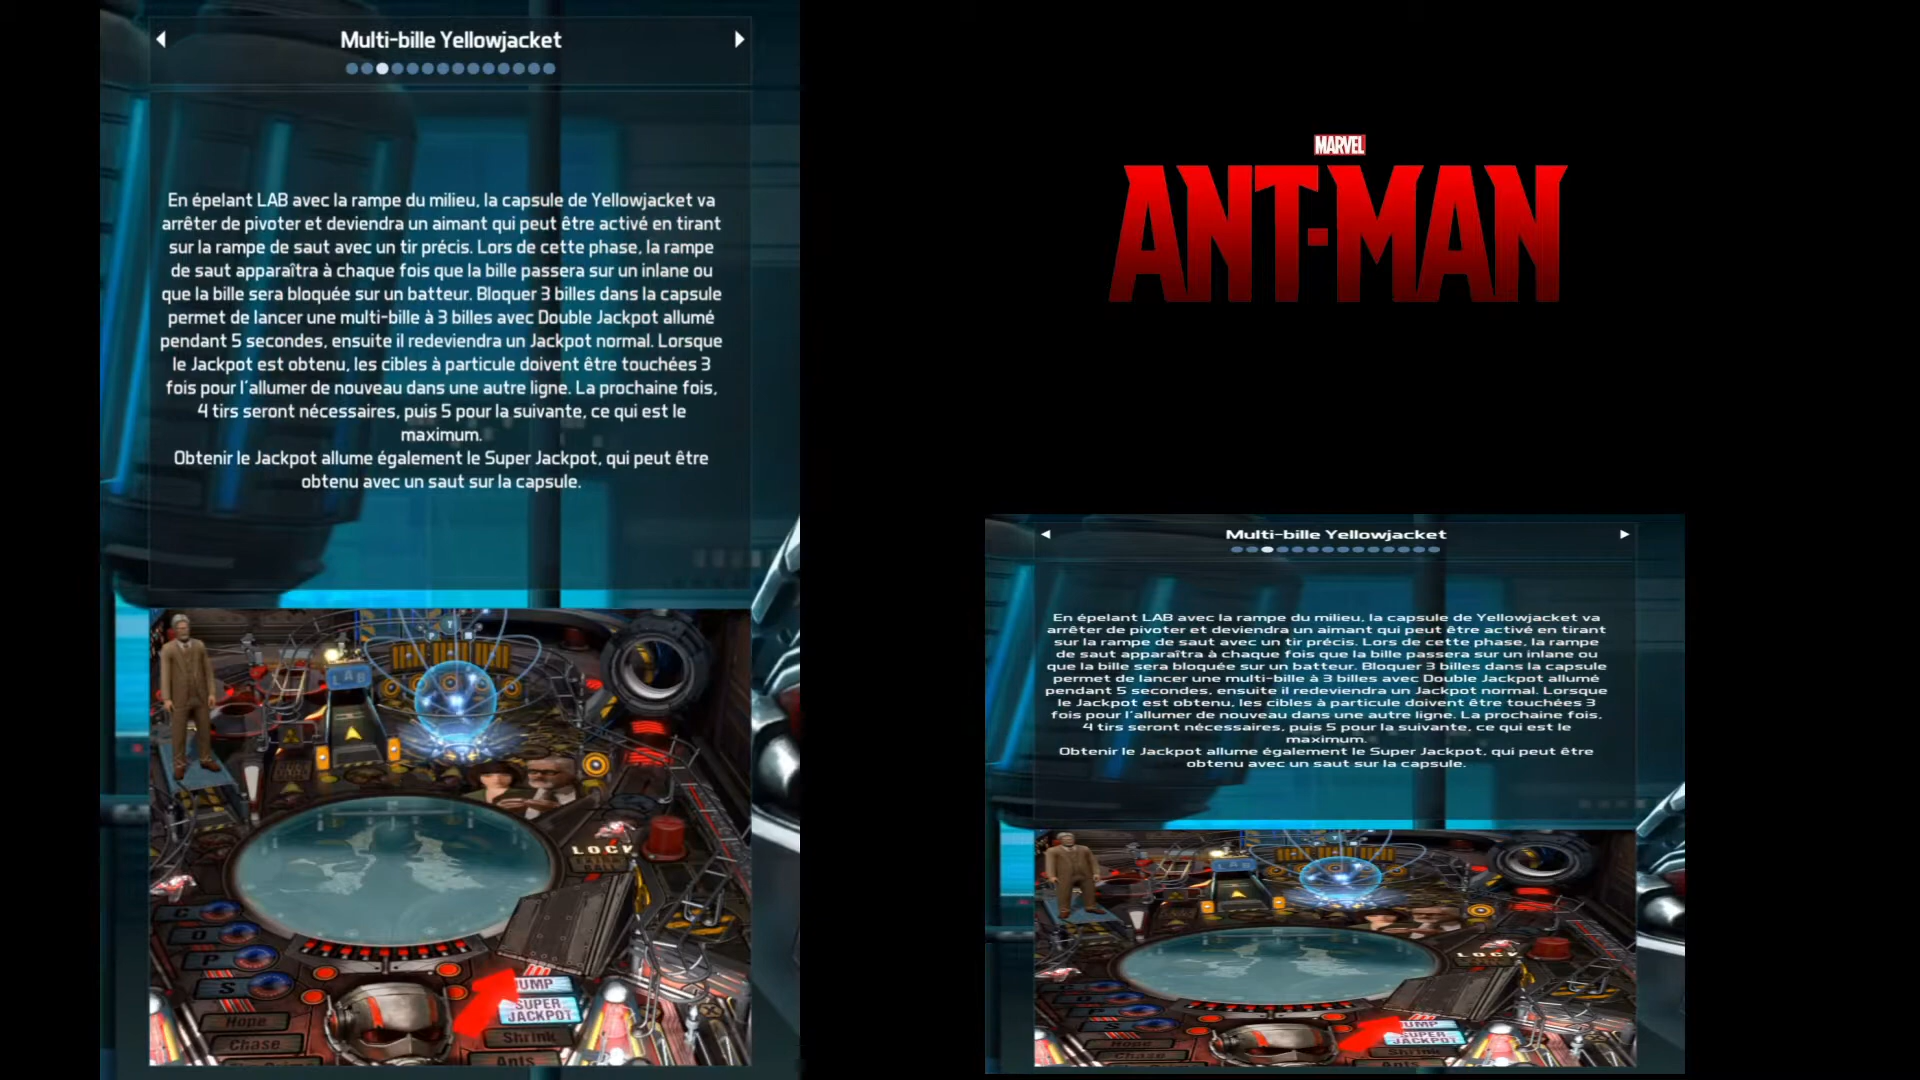 Multi-bille Yellowjacket
En épelant LAB avec la rampe du milieu, la capsule de Yellowjacket va
arrêter de pivoter et deviendra un aimant qui peut être activé en tirant
sur la rampe de saut avec un tir précis. Lors de cette phase, la rampe
de saut apparaîtra à chaque fois que la bille passera sur un inlane ou
que la bille sera bloquée sur un batteur. Bloquer 3 billes dans la capsule
permet de lancer une multi-bille à 3 billes avec Double Jackpot allumé
pendant 5 secondes, ensuite il redeviendra un Jackpot normal. Lorsque
le Jackpot est obtenu, les cibles à particule doivent être touchées 3
fois pour l'allumer de nouveau dans une autre ligne. La prochaine fois,
4 tirs seront nécessaires, puis 5 pour la suivante, ce qui est le
maximum.
Obtenir le Jackpot allume également le Super Jackpot, qui peut être
obtenu avec un saut sur la capsule.
LAB
LOCK
C
O
P
S
JUMP
SUPER
JACKPOT
Hope
Shrink
Chase
Ants
MARVEL
ANT-MAN
Multi-bille Yellowjacket
En épelant LAB avec la rampe du milieu, la capsule de Yellowjacket va
arrêter de pivoter et deviendra un aimant qui peut être activé en tirant
sur la rampe de saut avec un tir précis. Lors de cette phase, la rampe
de saut apparaîtra à chaque fois que la bille passera sur un inlane ou
que la bille sera bloquée sur un batteur. Bloquer 3 billes dans la capsule
permet de lancer une multi-bille à 3 billes avec Double Jackpot allumé
pendant 5 secondes, ensuite il redeviendra un Jackpot normal. Lorsque
le Jackpot est obtenu, les cibles à particule doivent être touchées 3
fois pour l'allumer de nouveau dans une autre ligne. La prochaine fois,
4 tirs seront nécessaires, puis 5 pour la suivante, ce qui est le
maximum.
Obtenir le Jackpot allume également le Super Jackpot, qui peut être
obtenu avec un saut sur la capsule.
LAB
LOCK
JUMP
SUPER
JACKPOT
Hope
Shrink
Chase